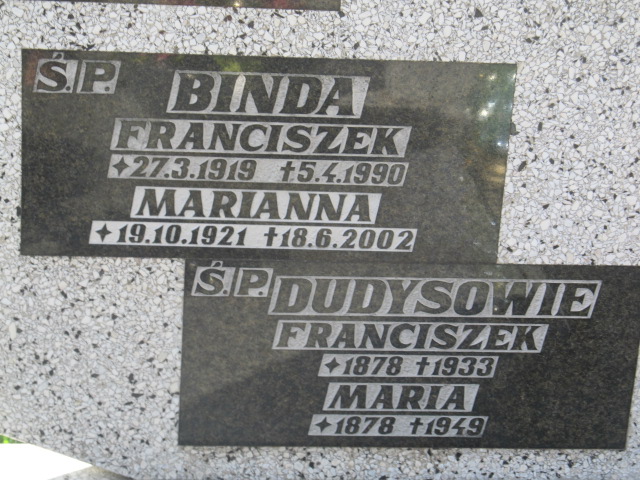 Ś.P. BINDA
FRANCISZEK
✦27.3.1919 †5.4.1990
MARIANNA
✦19.10.1921 †18.6.2002
Ś.P. DUDYSOWIE
FRANCISZEK
✦1878 †1933
MARIA
✦1878 †1949